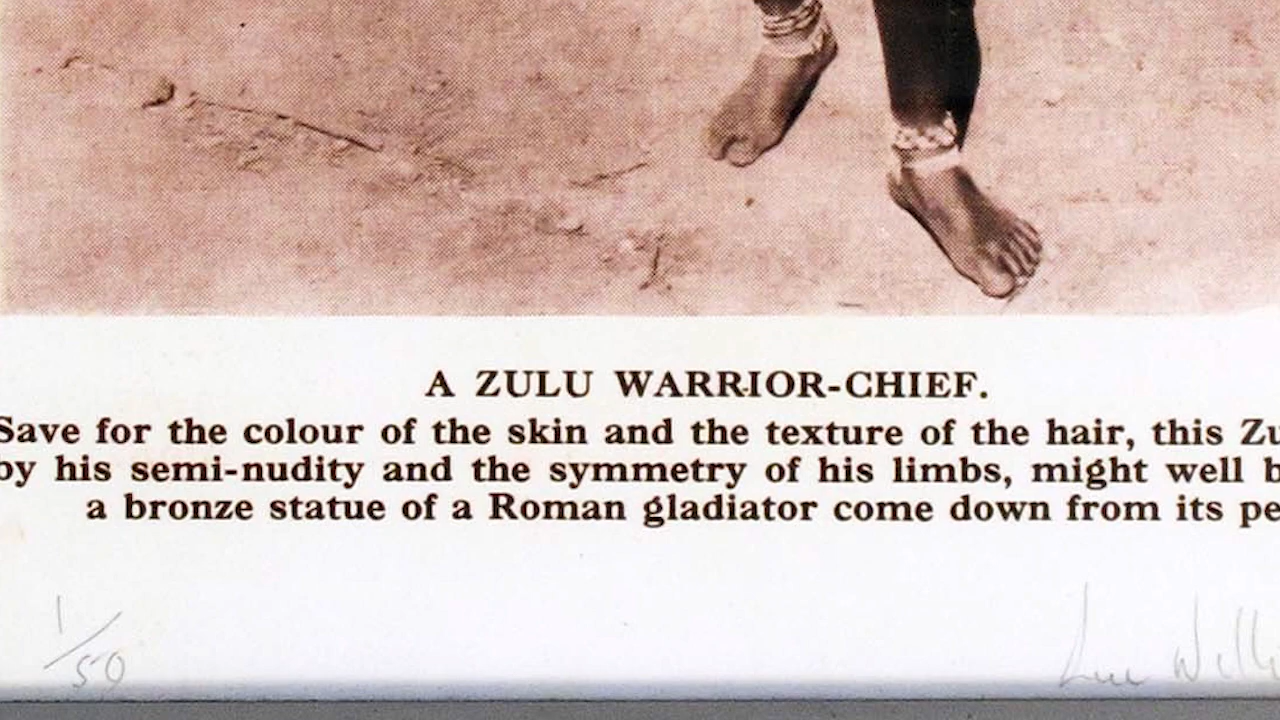 A ZULU WARRIOR-CHIEF.
Save for the colour of the skin and the texture of the hair, this Zu
by his semi-nudity and the symmetry of his limbs, might well b
a bronze statue of a Roman gladiator come down from its pe
1/50